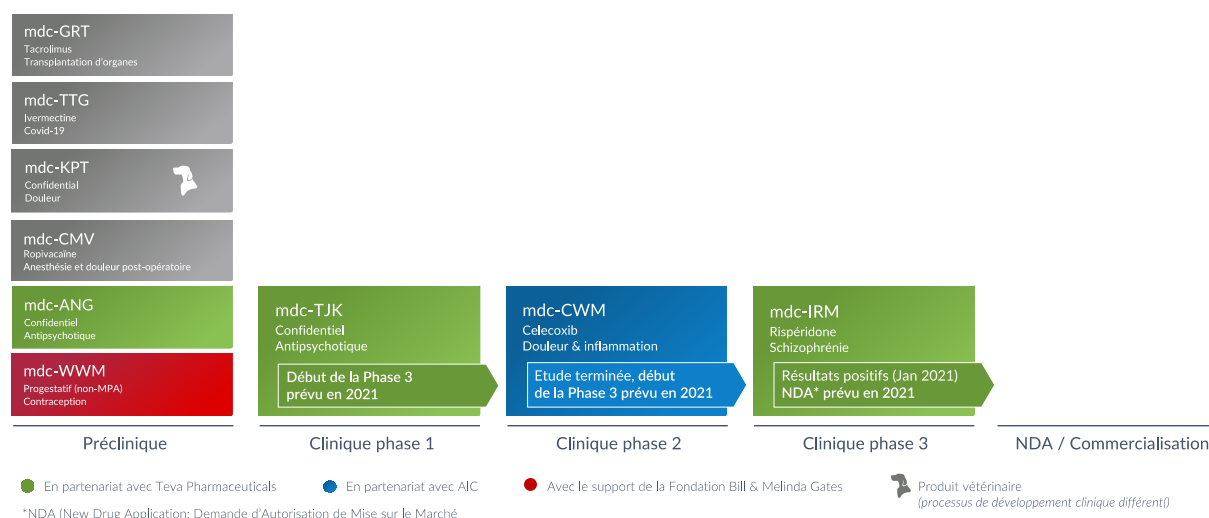 mdc-GRT
Tacrolimus
Transplantation d'organes
mdc-TTG
Ivermectine
Covid-19
mdc-KPT
Confidential
Douleur
mdc-CMV
Ropivacaïne
Anesthésie et douleur post-opératoire
mdc-ANG
Confidentiel
Antipsychotique
mdc-WWM
Progestatif (non-MPA)
Contraception
Préclinique
mdc-TJK
Confidentiel
Antipsychotique
Début de la Phase 3
prévu en 2021
Clinique phase 1
mdc-CWM
Celecoxib
Douleur & inflammation
Etude terminée, début
de la Phase 3 prévu en 2021
Clinique phase 2
mdc-IRM
Rispéridone
Schizophrénie
Résultats positifs (Jan 2021)
NDA* prévu en 2021
Clinique phase 3
NDA / Commercialisation
En partenariat avec Teva Pharmaceuticals
En partenariat avec AIC
Avec le support de la Fondation Bill & Melinda Gates
Produit vétérinaire
(processus de développement clinique différent()
*NDA (New Drug Application: Demande d'Autorisation de Mise sur le Marché